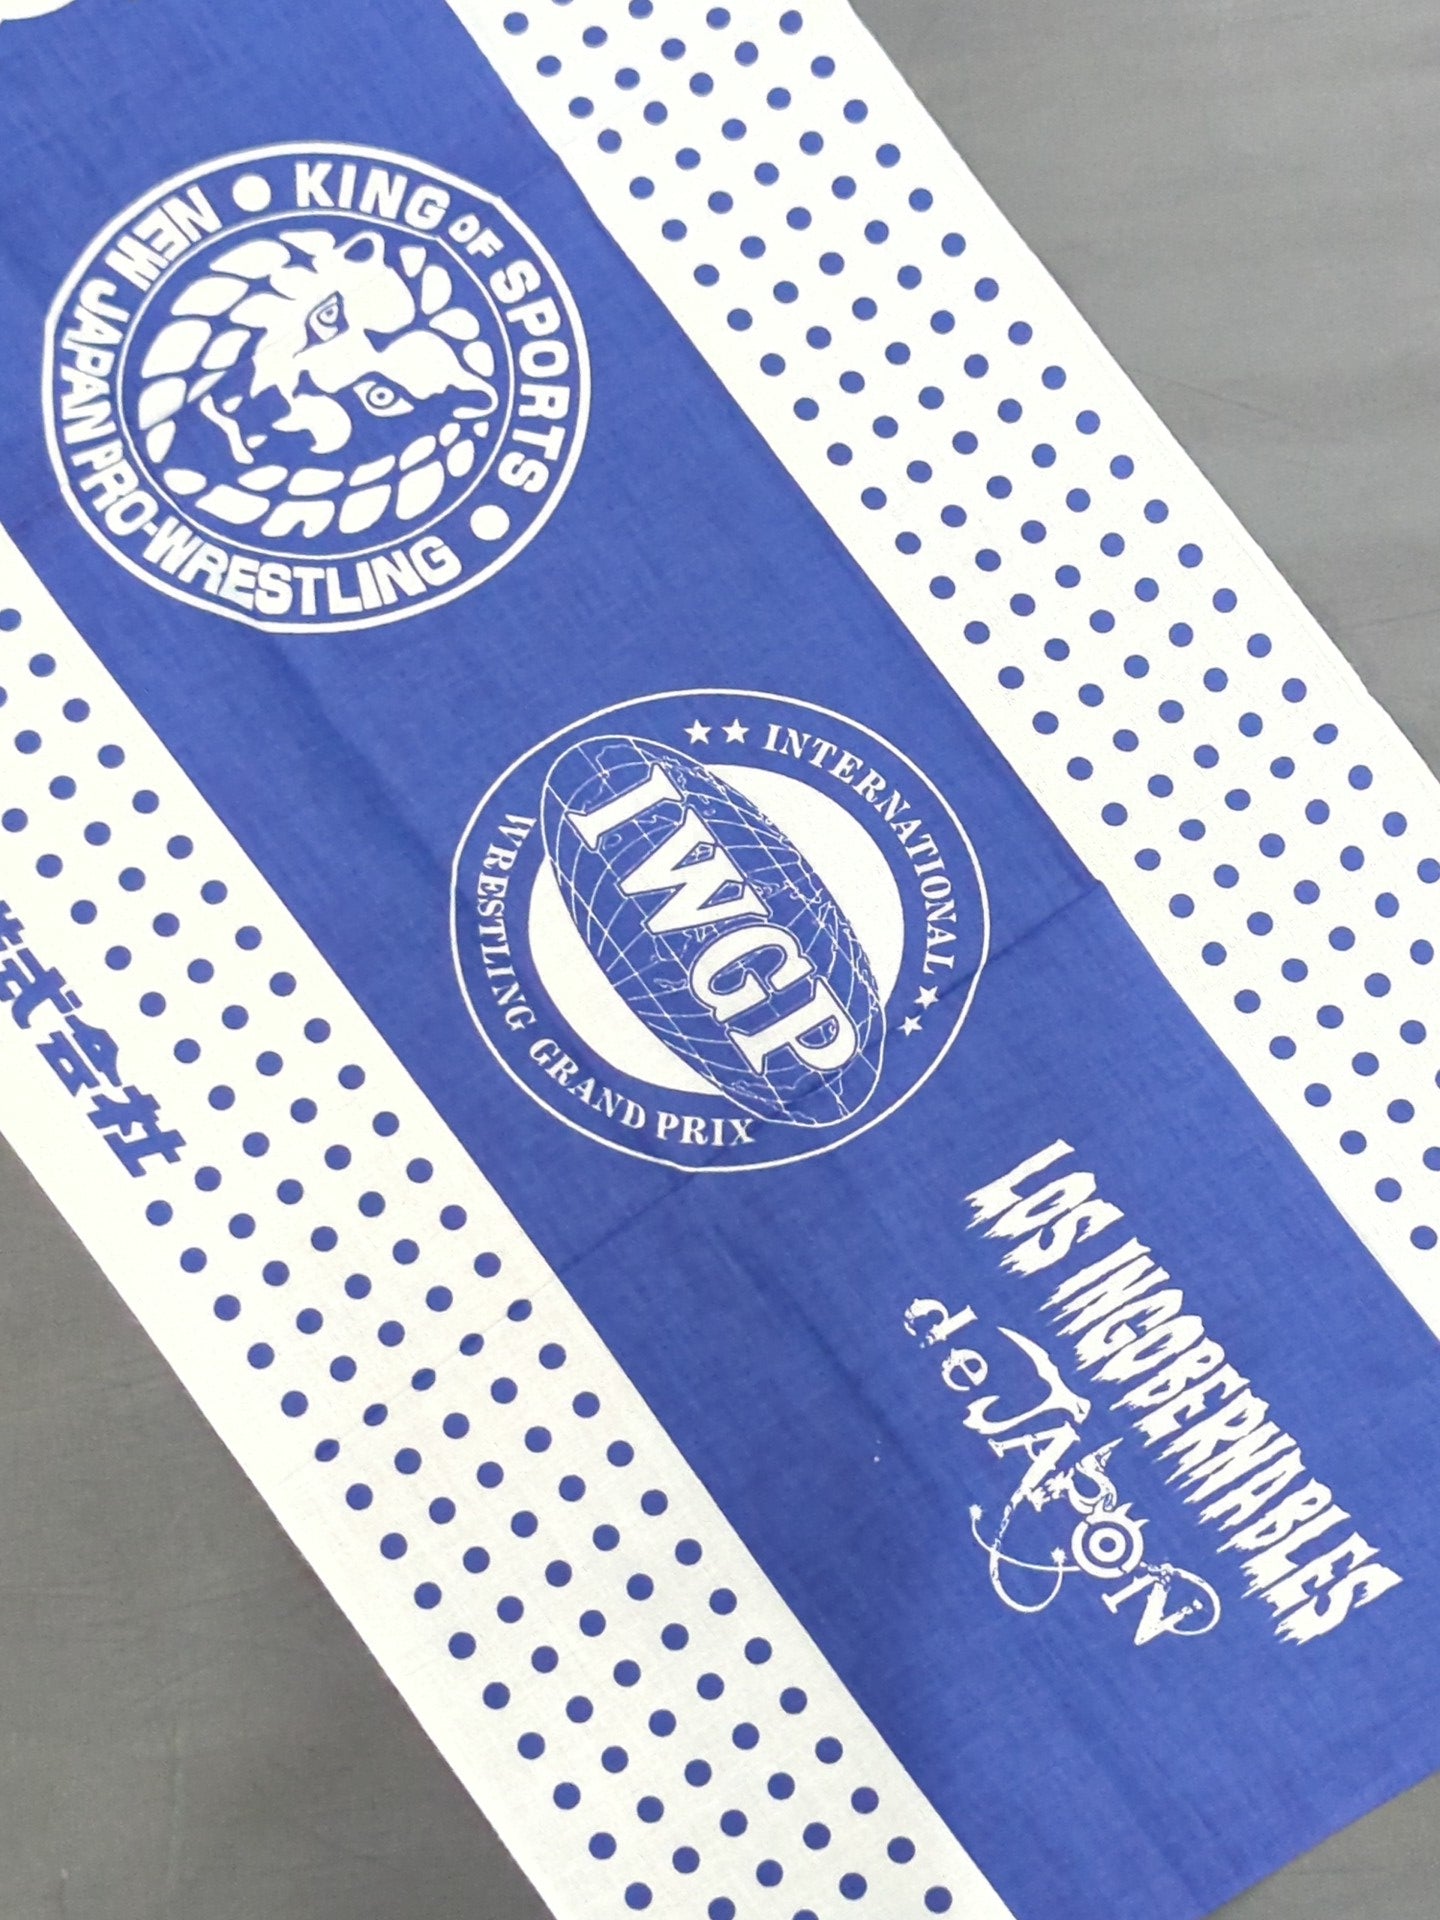 KING OF SPORTS
NEW JAPAN PRO-WRESTLING
INTERNATIONAL
IWGP
WRESTLING GRAND PRIX
LOS INGOBERNABLES
de JAPON
式会社